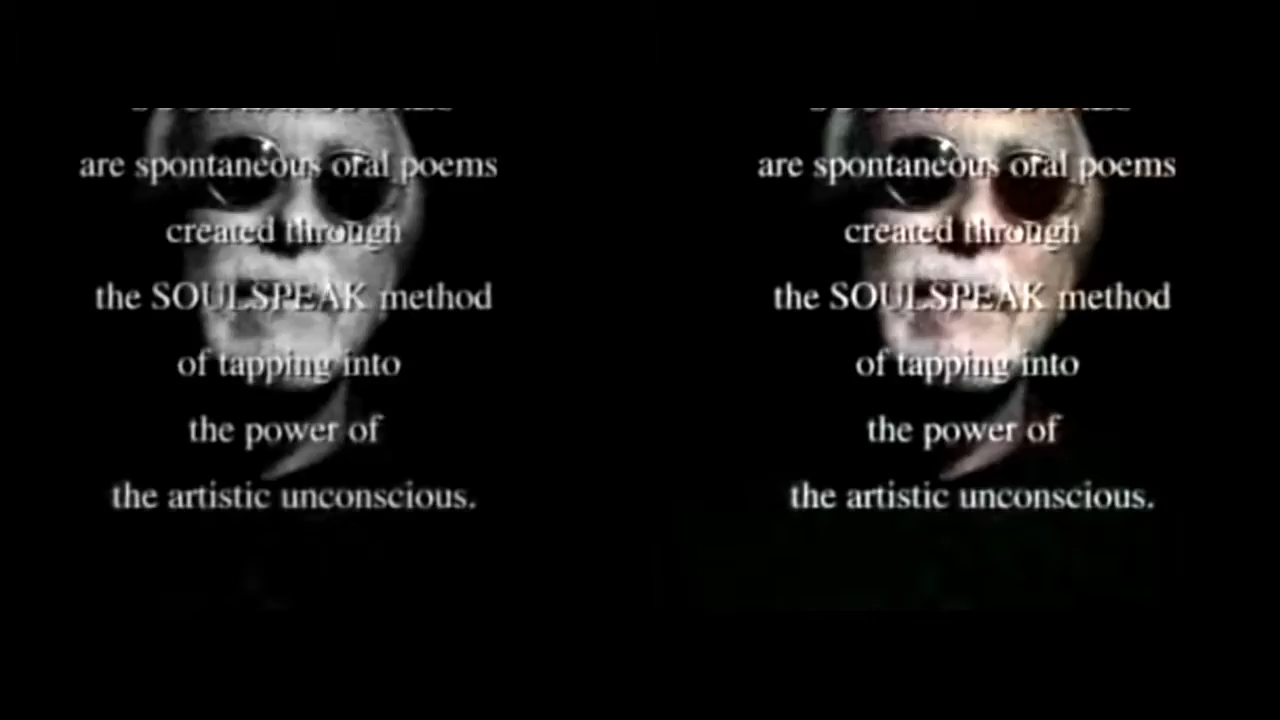 are spontaneous oral poems
created through
the SOULSPEAK method
of tapping into
the power of
the artistic unconscious.
are spontaneous oral poems
created through
the SOULSPEAK method
of tapping into
the power of
the artistic unconscious.